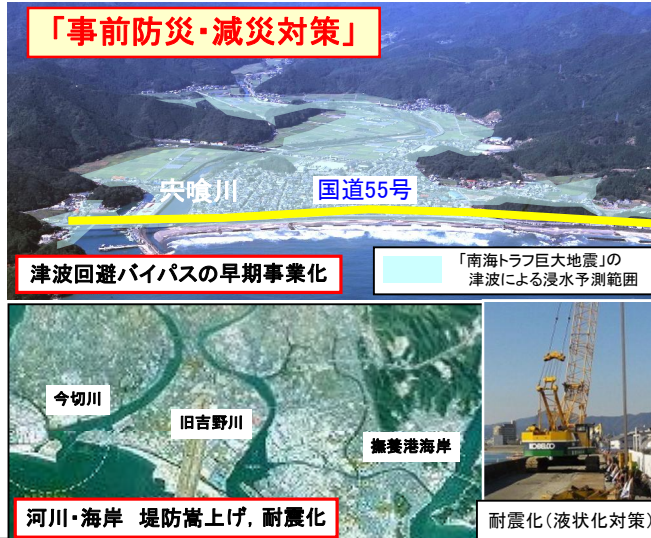 「事前防災・減災対策」
宍喰川
国道55号
津波回避バイパスの早期事業化
「南海トラフ巨大地震」の
津波による浸水予測範囲
今切川
旧吉野川
撫養港海岸
河川・海岸　堤防嵩上げ，耐震化
KOBELCO
耐震化（液状化対策）